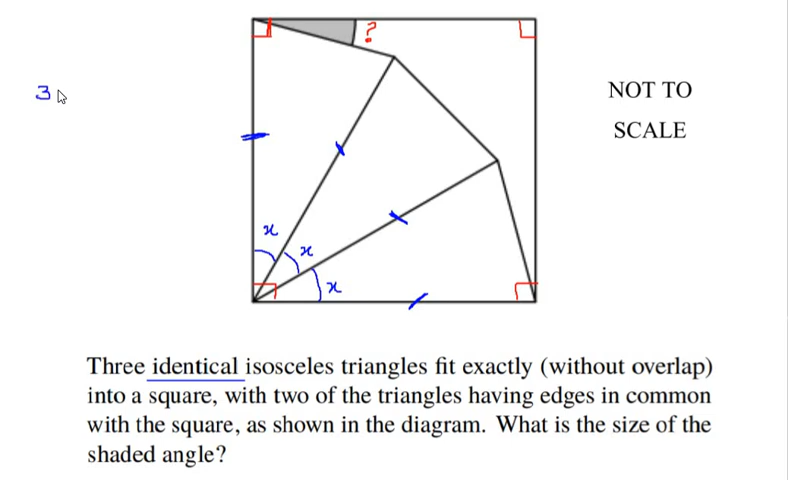 ?
3
NOT TO
SCALE
x
x
x
Three identical isosceles triangles fit exactly (without overlap)
into a square, with two of the triangles having edges in common
with the square, as shown in the diagram. What is the size of the
shaded angle?